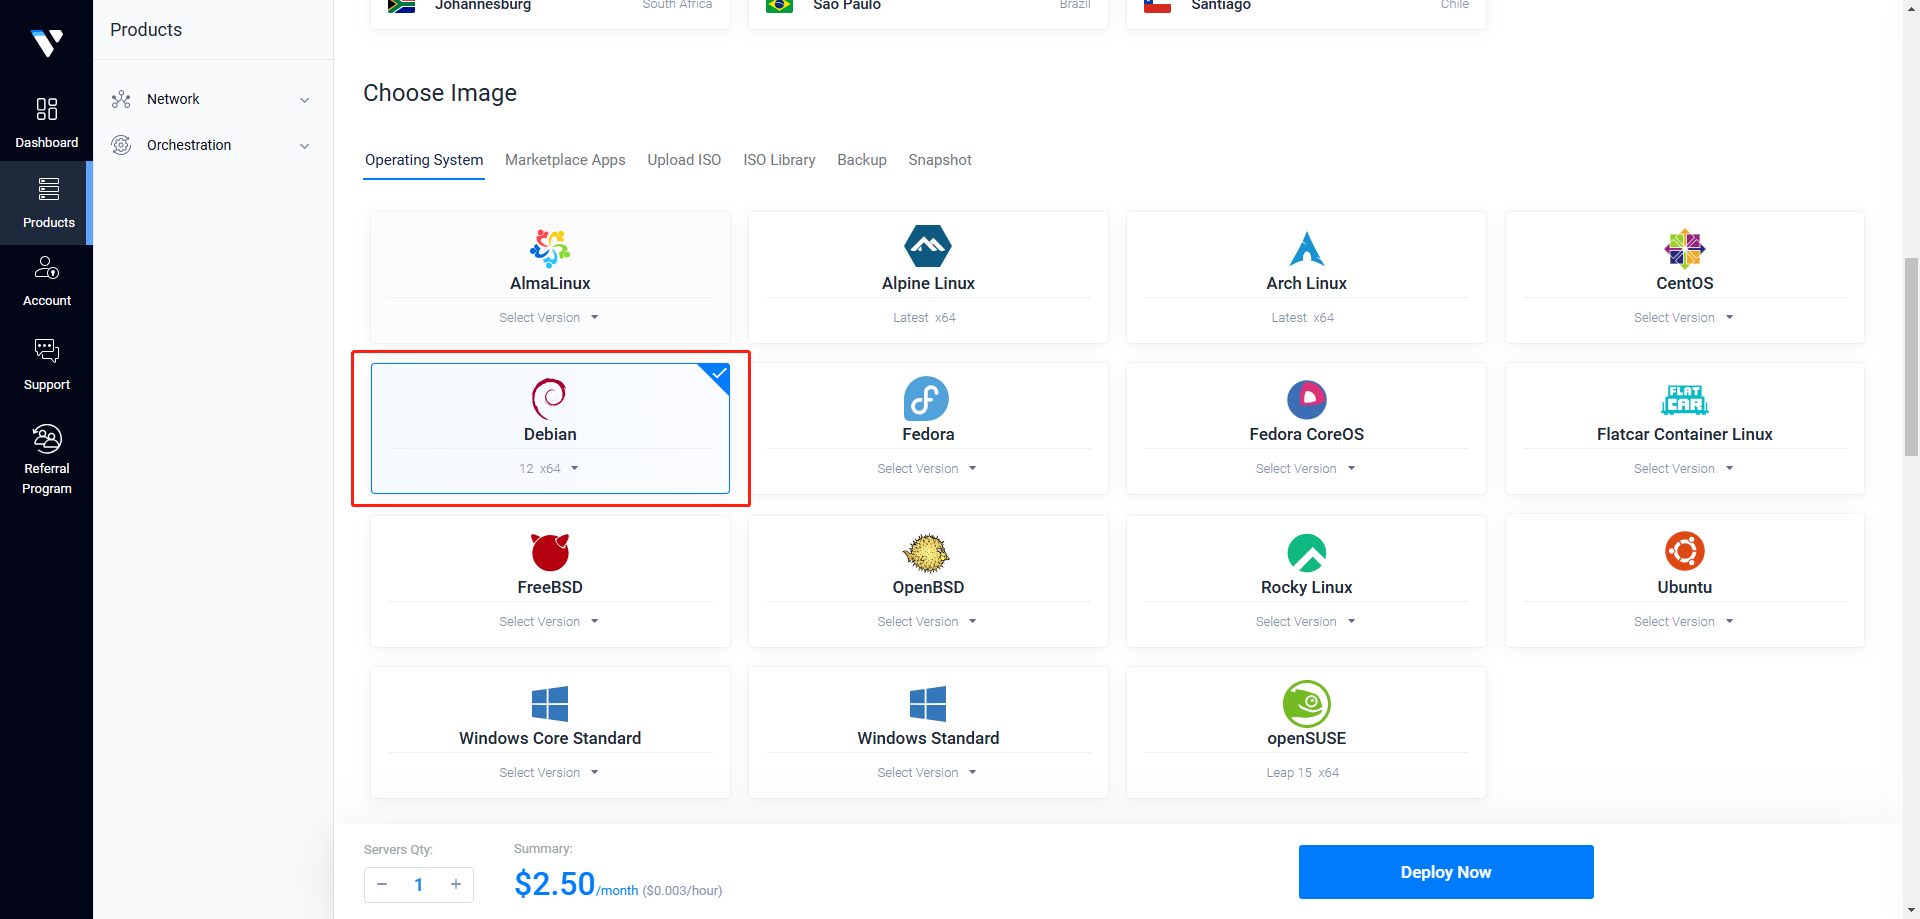 Products
Dashboard
Products
Account
Support
Referral
Program
Network
Orchestration
Johannesburg South Africa
São Paulo Brazil
Santiago Chile
Choose Image
Operating System Marketplace Apps Upload ISO ISO Library Backup Snapshot
AlmaLinux
Select Version
Alpine Linux
Latest x64
Arch Linux
Latest x64
CentOS
Select Version
Debian
12 x64
Fedora
Select Version
Fedora CoreOS
Select Version
FLAT
CAR
Flatcar Container Linux
Select Version
FreeBSD
Select Version
OpenBSD
Select Version
Rocky Linux
Select Version
Ubuntu
Select Version
Windows Core Standard
Select Version
Windows Standard
Select Version
openSUSE
Leap 15 x64
Servers Qty:
− 1 +
Summary:
$2.50/month ($0.003/hour)
Deploy Now